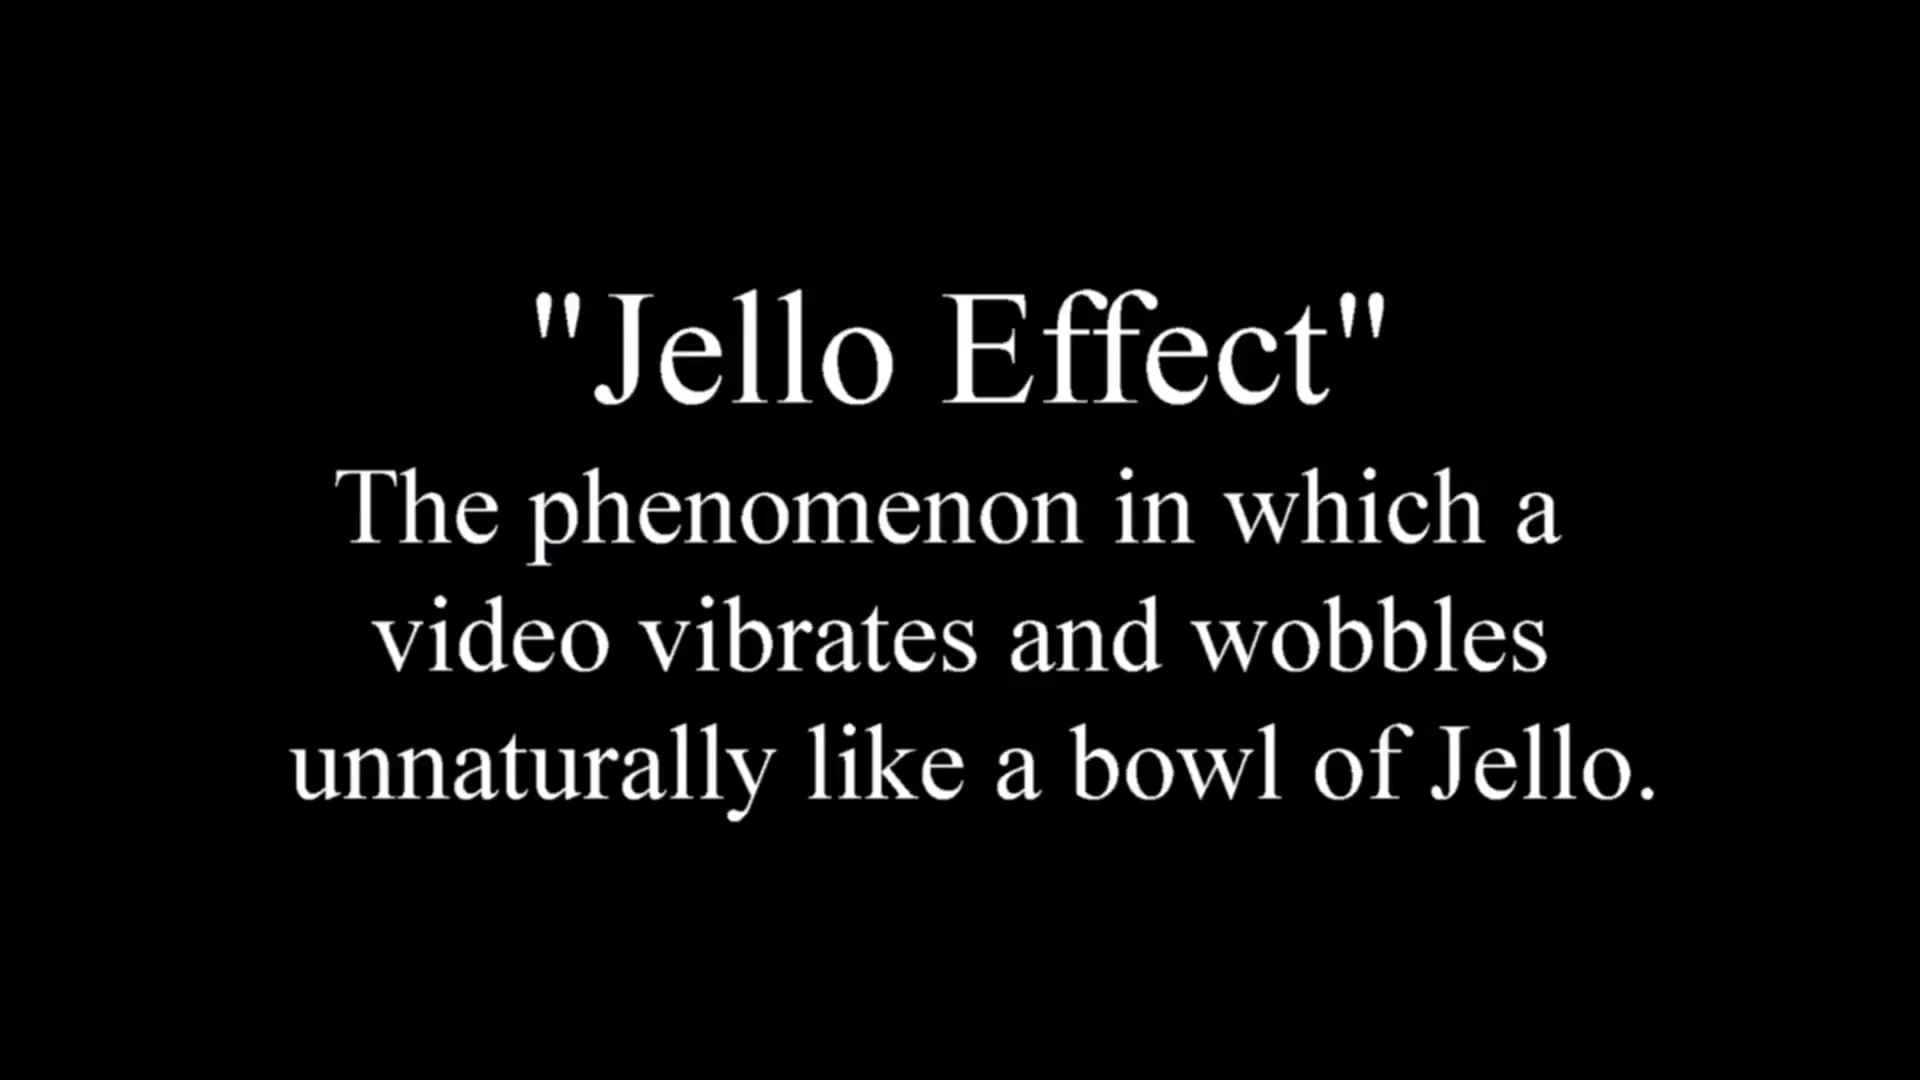 "Jello Effect"
The phenomenon in which a
video vibrates and wobbles
unnaturally like a bowl of Jello.